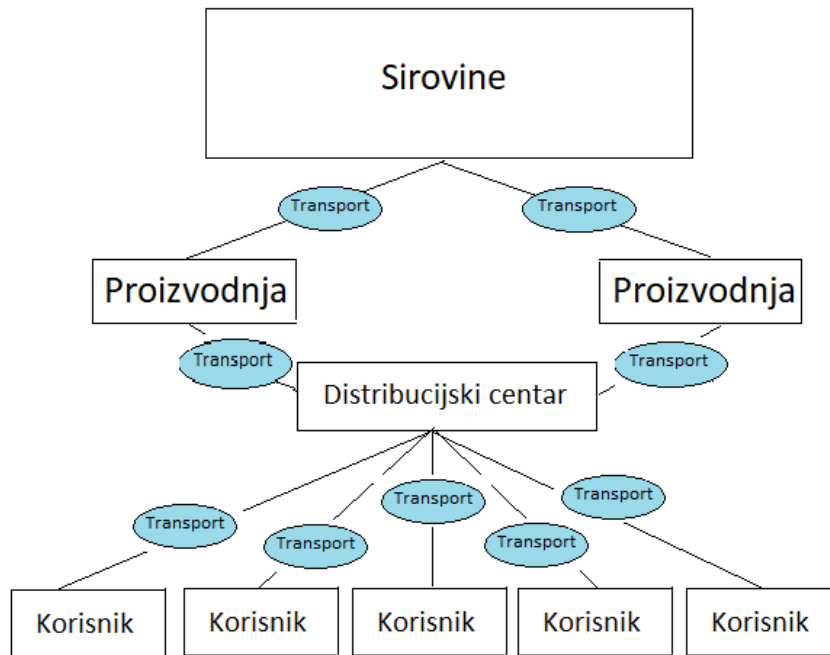 Sirovine
Transport
Transport
Proizvodnja
Proizvodnja
Transport
Transport
Distribucijski centar
Transport
Transport
Transport
Transport
Transport
Korisnik
Korisnik
Korisnik
Korisnik
Korisnik